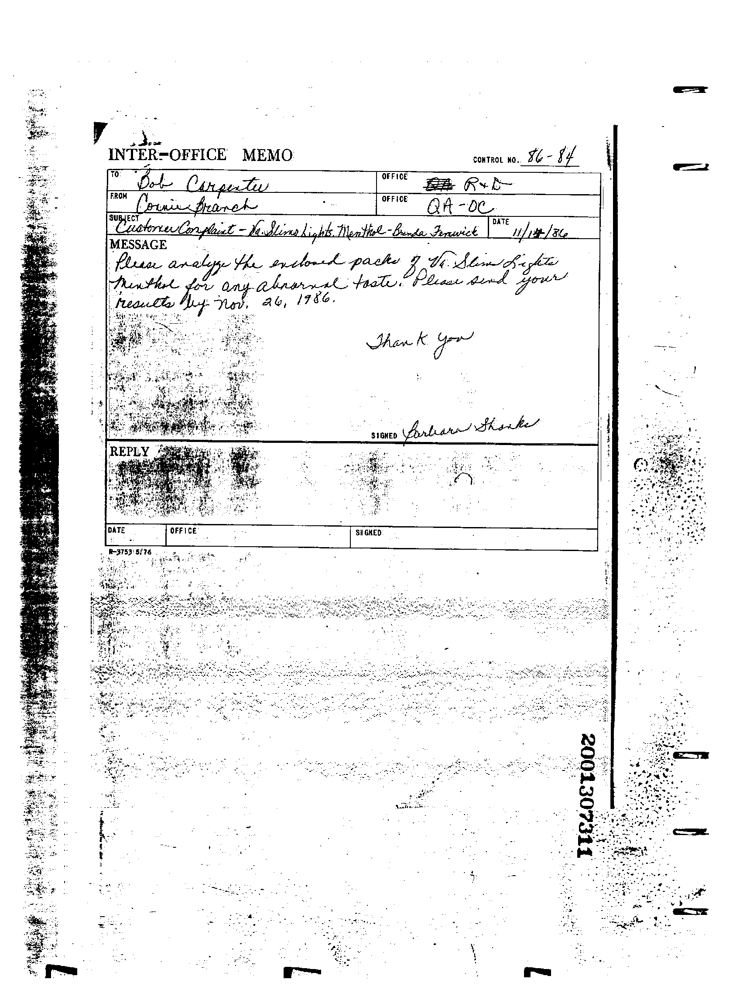 INTER-OFFICE MEMO
CONTROL NO. 86-84
TO Bob Carpenter
OFFICE R&D
FROM Connie Branch
OFFICE QA-OC
SUBJECT Customer Complaint - Va. Slims Lights Menthol - Brenda Fenwick
DATE 11/14/86
MESSAGE
Please analyze the enclosed packs of Va. Slim Lights
Menthol for any abnormal taste. Please send your
results by Nov. 26, 1986.
Thank you
SIGNED Barbara Shanks
REPLY
DATE OFFICE SIGNED
R-3753 5/76
2001307311